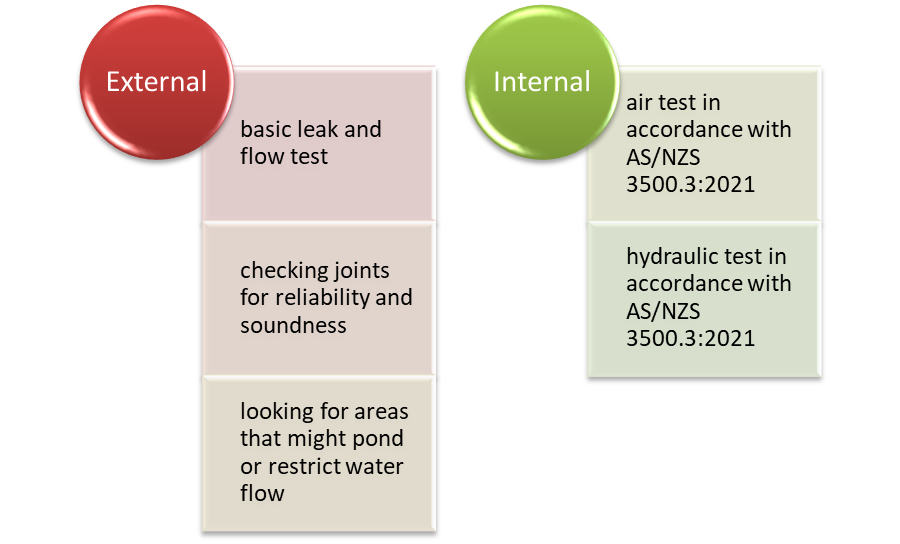 External
basic leak and
flow test
checking joints
for reliability and
soundness
looking for areas
that might pond
or restrict water
flow
Internal
air test in
accordance with
AS/NZS
3500.3:2021
hydraulic test in
accordance with
AS/NZS
3500.3:2021